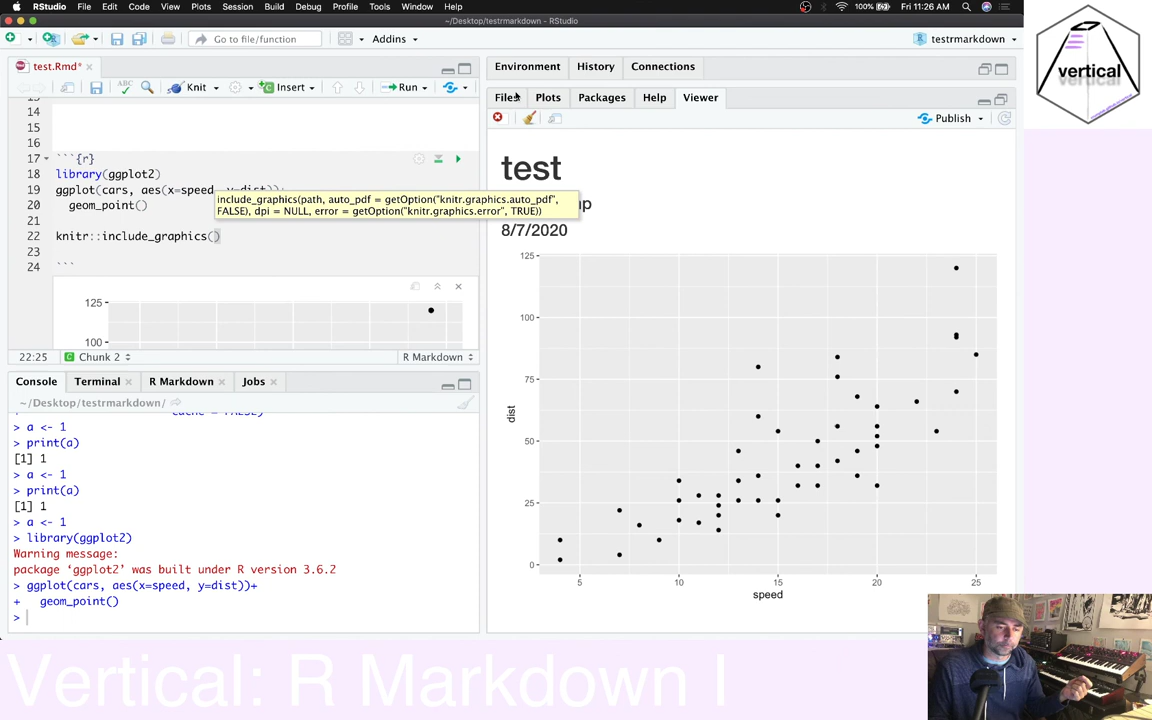 RStudio File Edit Code View Plots Session Build Debug Profile Tools Window Help 100% Fri 11:26 AM
~/Desktop/testrmarkdown - RStudio
Go to file/function Addins testrmarkdown
test.Rmd*
ABC Knit Insert Run
13
14
15
16
17 ```{r}
18 library(ggplot2)
19 ggplot(cars, aes(x=speed, y=dist))+
20 geom_point()
21
22 knitr::include_graphics()
23
24 ```
include_graphics(path, auto_pdf = getOption("knitr.graphics.auto_pdf",
FALSE), dpi = NULL, error = getOption("knitr.graphics.error", TRUE))
125
100
22:25 Chunk 2 R Markdown
Console Terminal R Markdown Jobs
~/Desktop/testrmarkdown/
+ cache = FALSE)
> a <- 1
> print(a)
[1] 1
> a <- 1
> print(a)
[1] 1
> a <- 1
> library(ggplot2)
Warning message:
package ‘ggplot2’ was built under R version 3.6.2
> ggplot(cars, aes(x=speed, y=dist))+
+ geom_point()
>
Environment History Connections
Files Plots Packages Help Viewer
Publish
test
8/7/2020
125
100
75
50
25
0
dist
5 10 15 20 25
speed
vertical
Vertical: R Markdown I